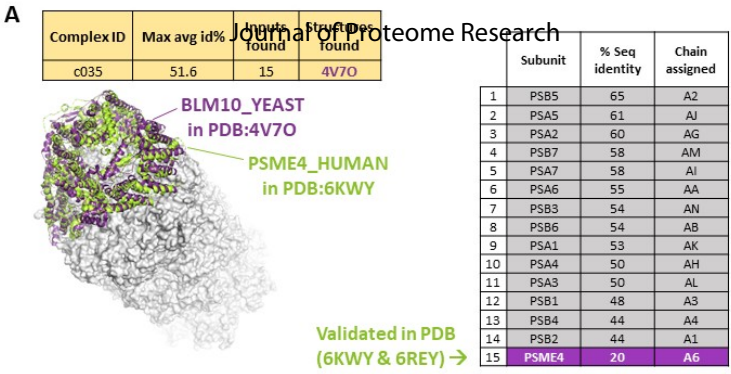 A
Journal of Proteome Research
Complex ID Max avg id% Inputs found Structures found
c035 51.6 15 4V7O
BLM10_YEAST
in PDB:4V7O
PSME4_HUMAN
in PDB:6KWY
Validated in PDB
(6KWY & 6REY) →
Subunit % Seq identity Chain assigned
1 PSB5 65 A2
2 PSA5 61 AJ
3 PSA2 60 AG
4 PSB7 58 AM
5 PSA7 58 AI
6 PSA6 55 AA
7 PSB3 54 AN
8 PSB6 54 AB
9 PSA1 53 AK
10 PSA4 50 AH
11 PSA3 50 AL
12 PSB1 48 A3
13 PSB4 44 A4
14 PSB2 44 A1
15 PSME4 20 A6